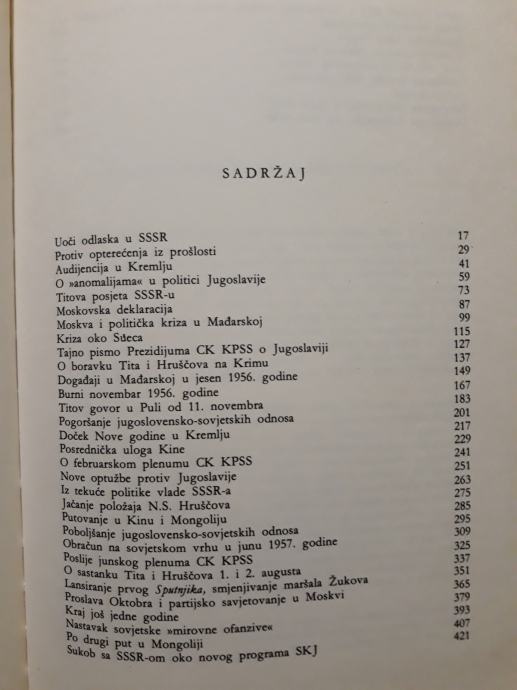 SADRŽAJ
Uoči odlaska u SSSR 17
Protiv opterećenja iz prošlosti 29
Audijencija u Kremlju 41
O »anomalijama« u politici Jugoslavije 59
Titova posjeta SSSR-u 73
Moskovska deklaracija 87
Moskva i politička kriza u Mađarskoj 99
Kriza oko Sueca 115
Tajno pismo Prezidijuma CK KPSS o Jugoslaviji 127
O boravku Tita i Hruščova na Krimu 137
Događaji u Mađarskoj u jesen 1956. godine 149
Burni novembar 1956. godine 167
Titov govor u Puli od 11. novembra 183
Pogoršanje jugoslovensko-sovjetskih odnosa 201
Doček Nove godine u Kremlju 217
Posrednička uloga Kine 229
O februarskom plenumu CK KPSS 241
Nove optužbe protiv Jugoslavije 251
Iz tekuće politike vlade SSSR-a 263
Jačanje položaja N.S. Hruščova 275
Putovanje u Kinu i Mongoliju 285
Poboljšanje jugoslovensko-sovjetskih odnosa 295
Obračun na sovjetskom vrhu u junu 1957. godine 309
Poslije junskog plenuma CK KPSS 325
O sastanku Tita i Hruščova 1. i 2. augusta 337
Lansiranje prvog Sputnjika, smjenjivanje maršala Žukova 351
Proslava Oktobra i partijsko savjetovanje u Moskvi 365
Kraj još jedne godine 379
Nastavak sovjetske »mirovne ofanzive« 393
Po drugi put u Mongoliji 407
Sukob sa SSSR-om oko novog programa SKJ 421